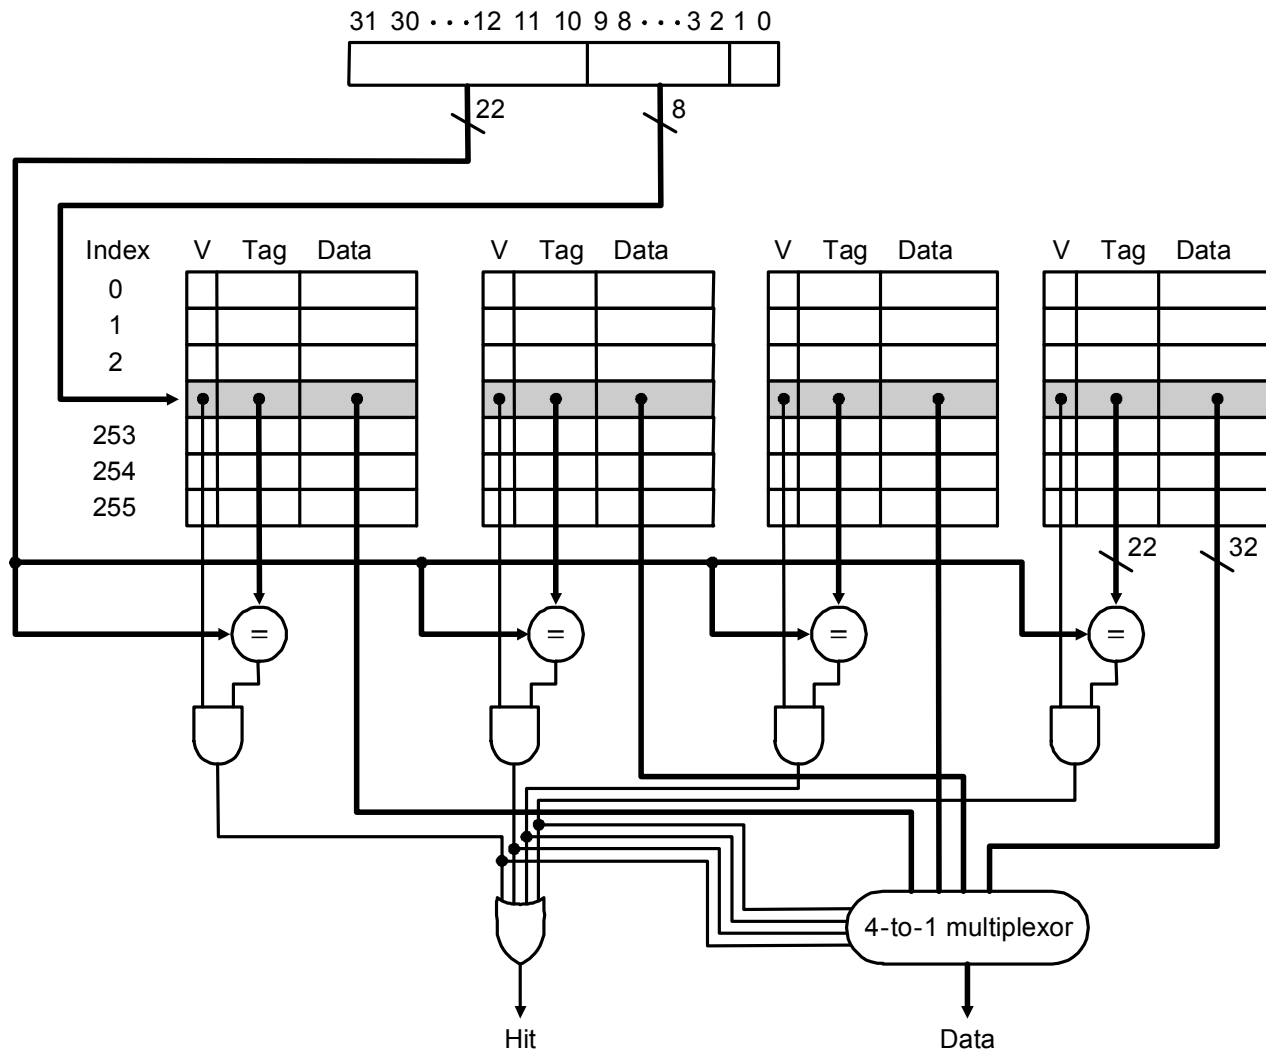 31 30 ··· 12 11 10 9 8 ··· 3 2 1 0
22 8
Index V Tag Data V Tag Data V Tag Data V Tag Data
0
1
2
253
254
255
22 32
= = = =
4-to-1 multiplexor
Hit Data